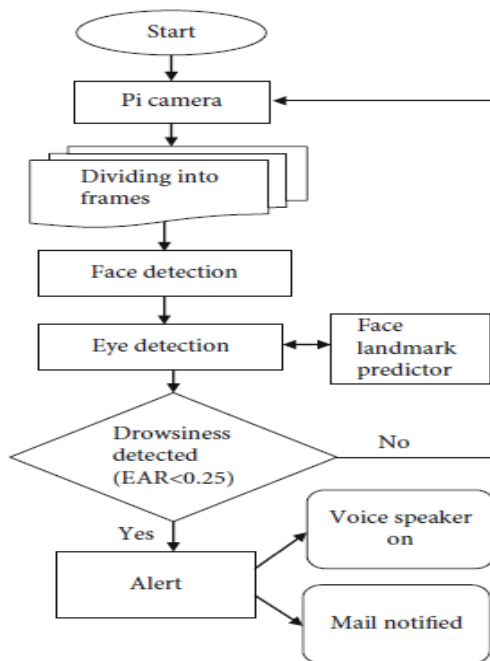 Start
Pi camera
Dividing into
frames
Face detection
Eye detection
Face
landmark
predictor
Drowsiness
detected
(EAR<0.25)
No
Yes
Voice speaker
on
Alert
Mail notified